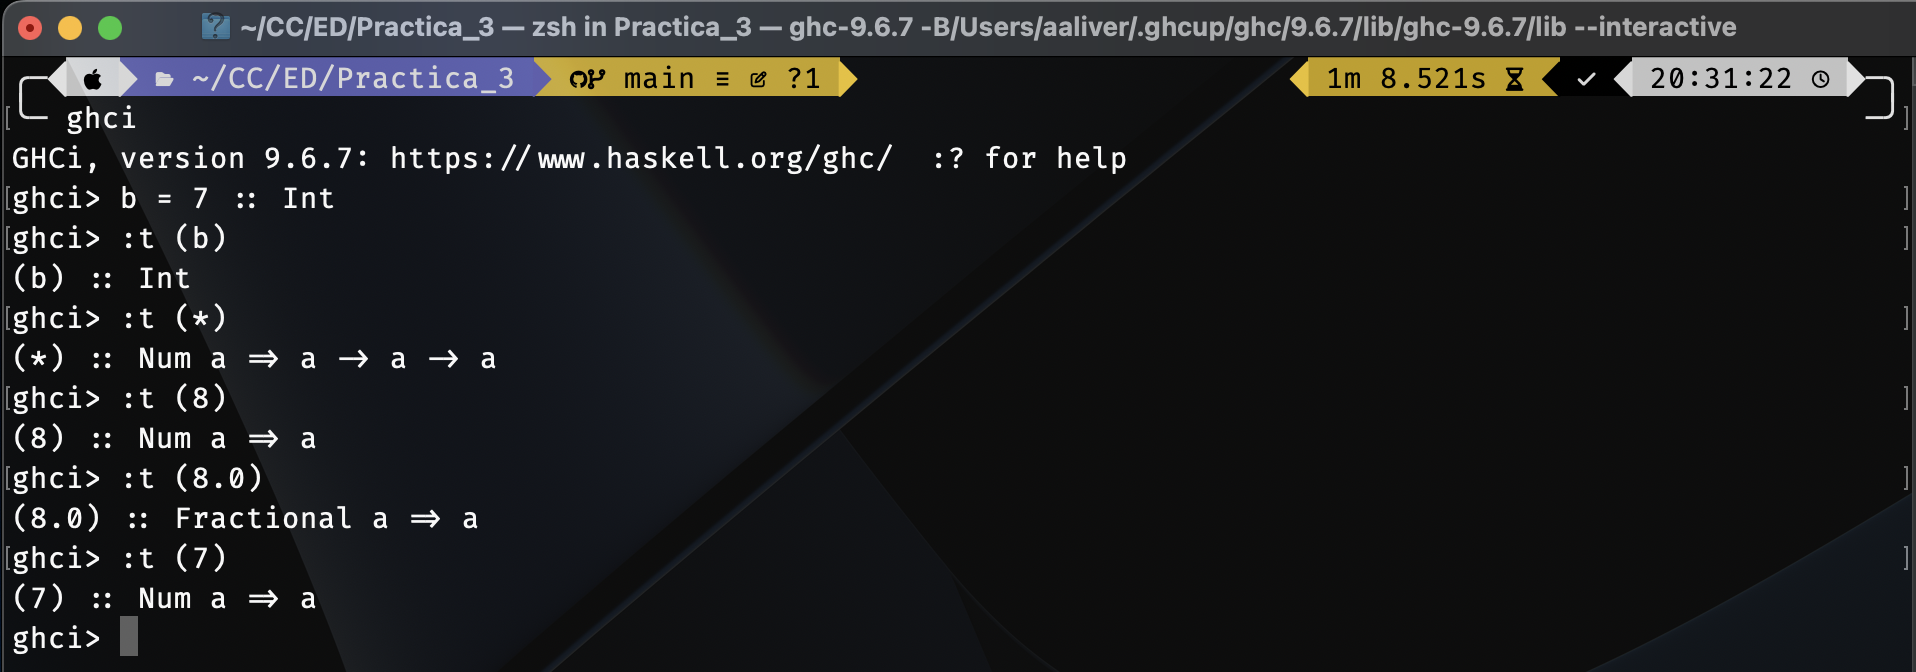 ~/CC/ED/Practica_3 — zsh in Practica_3 — ghc-9.6.7 -B/Users/aaliver/.ghcup/ghc/9.6.7/lib/ghc-9.6.7/lib --interactive
~/CC/ED/Practica_3 main ≡ ?1 1m 8.521s ✓ 20:31:22
ghci
GHCi, version 9.6.7: https://www.haskell.org/ghc/  :? for help
ghci> b = 7 :: Int
ghci> :t (b)
(b) :: Int
ghci> :t (*)
(*) :: Num a => a -> a -> a
ghci> :t (8)
(8) :: Num a => a
ghci> :t (8.0)
(8.0) :: Fractional a => a
ghci> :t (7)
(7) :: Num a => a
ghci>